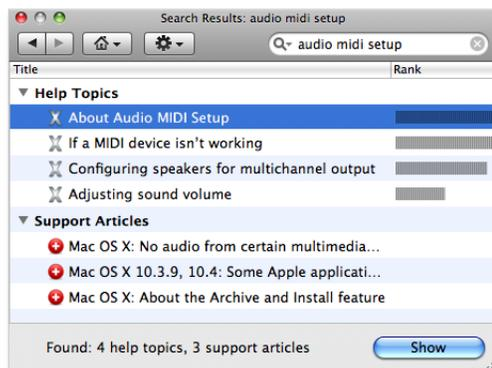 Search Results: audio midi setup
audio midi setup
Title Rank
Help Topics
About Audio MIDI Setup
If a MIDI device isn't working
Configuring speakers for multichannel output
Adjusting sound volume
Support Articles
Mac OS X: No audio from certain multimedia...
Mac OS X 10.3.9, 10.4: Some Apple applicati...
Mac OS X: About the Archive and Install feature
Found: 4 help topics, 3 support articles Show